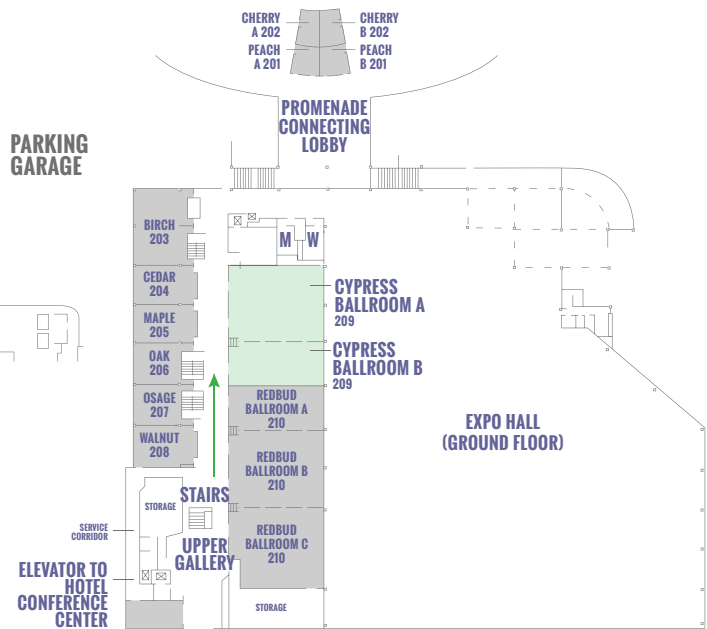 CHERRY
A 202
CHERRY
B 202
PEACH
A 201
PEACH
B 201
PROMENADE
CONNECTING
LOBBY
PARKING
GARAGE
BIRCH
203
M W
CEDAR
204
MAPLE
205
OAK
206
OSAGE
207
WALNUT
208
CYPRESS
BALLROOM A
209
CYPRESS
BALLROOM B
209
REDBUD
BALLROOM A
210
REDBUD
BALLROOM B
210
REDBUD
BALLROOM C
210
EXPO HALL
(GROUND FLOOR)
STAIRS
STORAGE
SERVICE
CORRIDOR
UPPER
GALLERY
ELEVATOR TO
HOTEL
CONFERENCE
CENTER
STORAGE